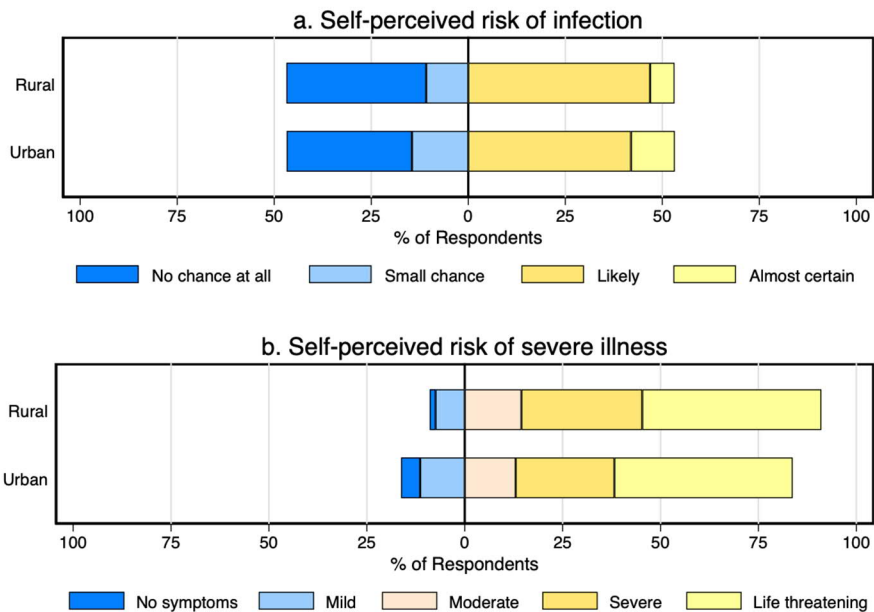 a. Self-perceived risk of infection
Rural
Urban
100 75 50 25 0 25 50 75 100
% of Respondents
No chance at all Small chance Likely Almost certain
b. Self-perceived risk of severe illness
Rural
Urban
100 75 50 25 0 25 50 75 100
% of Respondents
No symptoms Mild Moderate Severe Life threatening